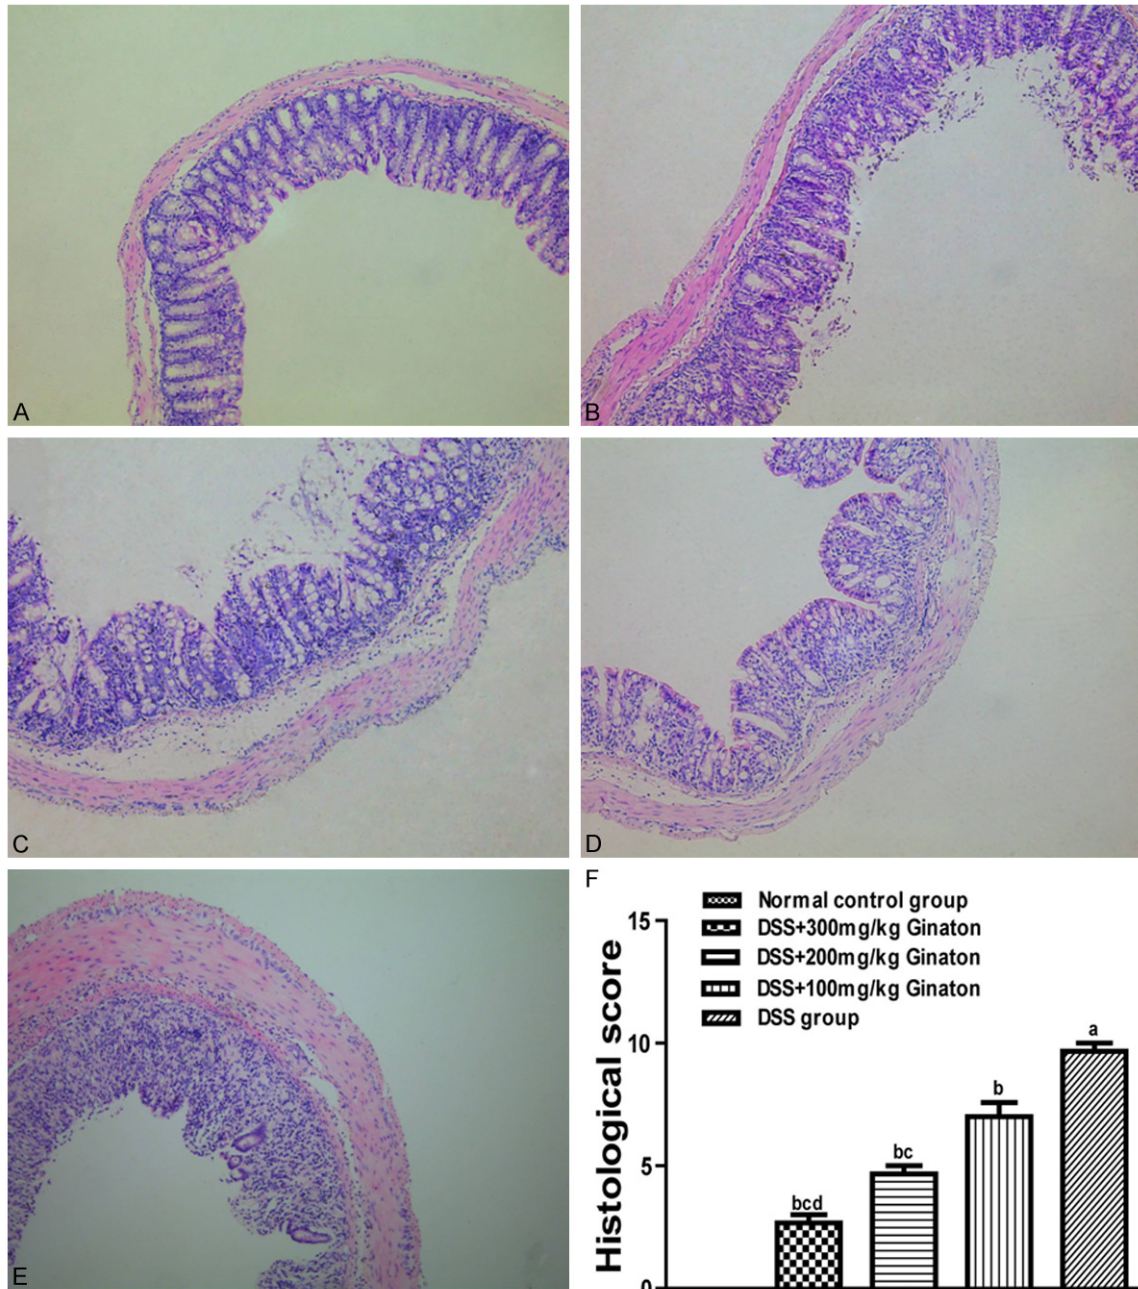 A
B
C
D
E
F
Normal control group
DSS+300mg/kg Ginaton
DSS+200mg/kg Ginaton
DSS+100mg/kg Ginaton
DSS group
Histological score
15
10
5
0
bcd
bc
b
a